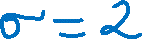 σ = 2